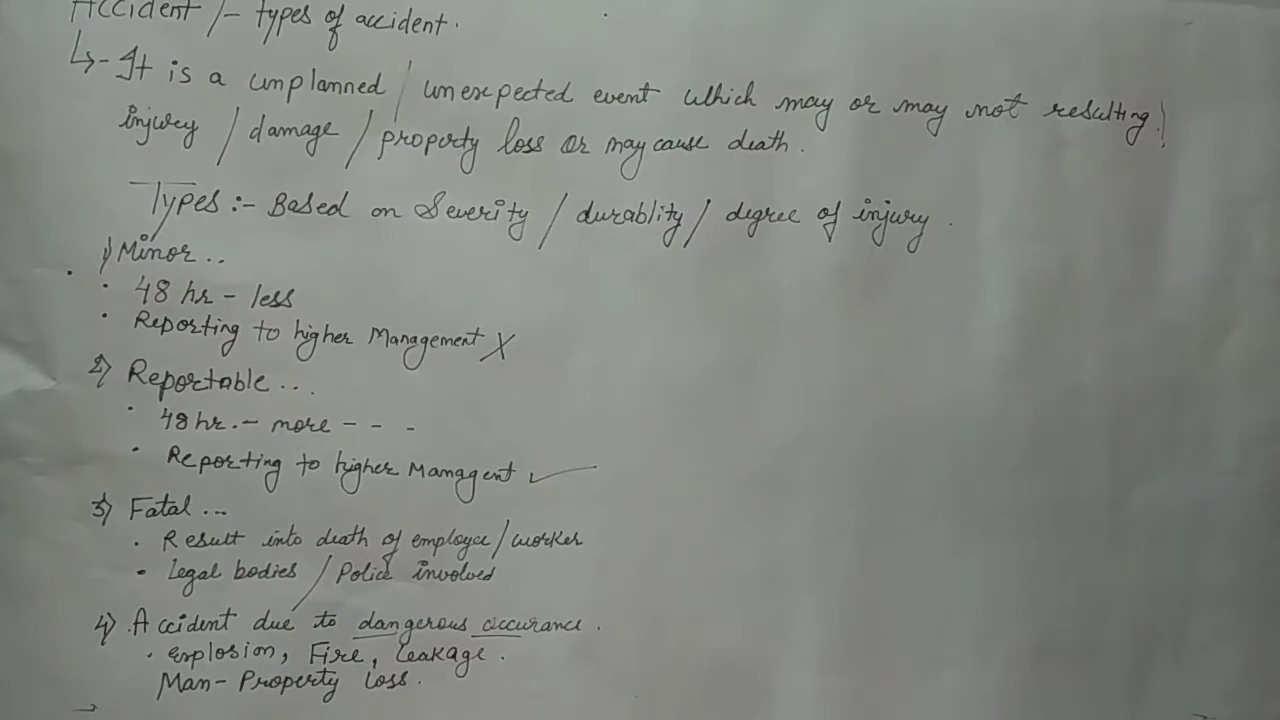 Accident /- types of accident.
↳- It is a unplanned / unexpected event which may or may not resulting /
injury / damage / property loss or may cause death.
Types :- Based on Severity / durablity / degree of injury.
1) Minor ..
• 48 hr - less
• Reporting to higher Management X
2) Reportable ...
• 48 hr. - more - - -
• Reporting to higher Managgent ✓
3) Fatal ...
• Result into death of employee / worker
• Legal bodies / Police involved
4) Accident due to dangerous occurance.
• explosion, Fire, Leakage.
Man- Property loss.
→